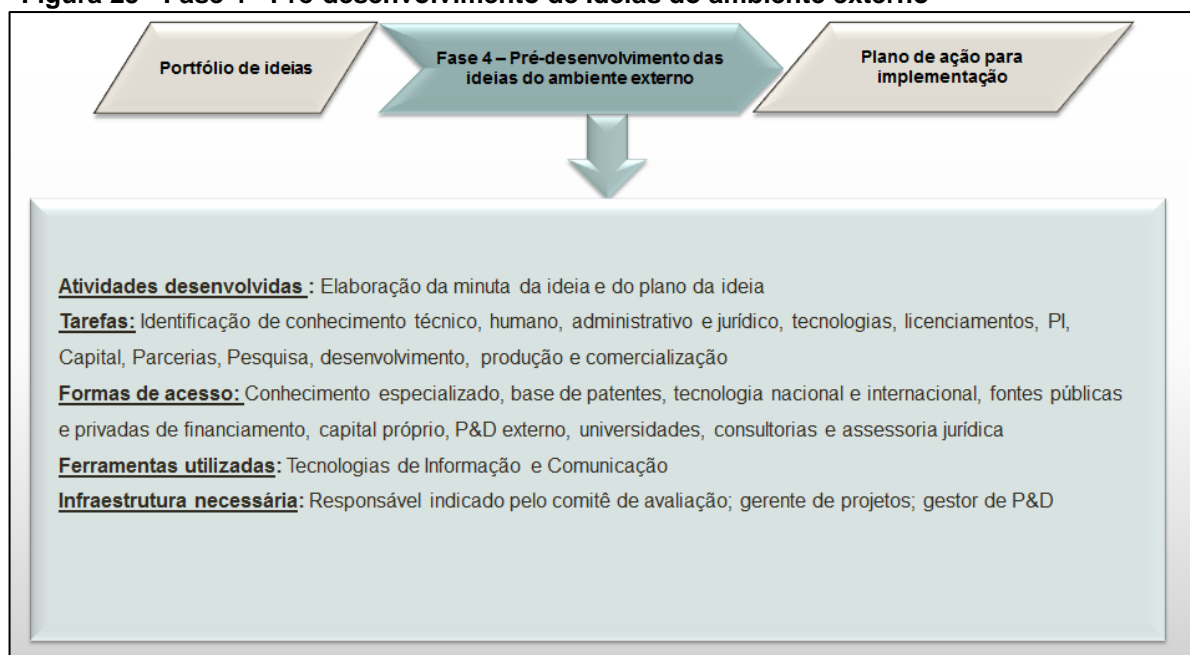 Portfólio de ideias
Fase 4 – Pré-desenvolvimento das
ideias do ambiente externo
Plano de ação para
implementação
Atividades desenvolvidas : Elaboração da minuta da ideia e do plano da ideia
Tarefas: Identificação de conhecimento técnico, humano, administrativo e jurídico, tecnologias, licenciamentos, PI,
Capital, Parcerias, Pesquisa, desenvolvimento, produção e comercialização
Formas de acesso: Conhecimento especializado, base de patentes, tecnologia nacional e internacional, fontes públicas
e privadas de financiamento, capital próprio, P&D externo, universidades, consultorias e assessoria jurídica
Ferramentas utilizadas: Tecnologias de Informação e Comunicação
Infraestrutura necessária: Responsável indicado pelo comitê de avaliação; gerente de projetos; gestor de P&D